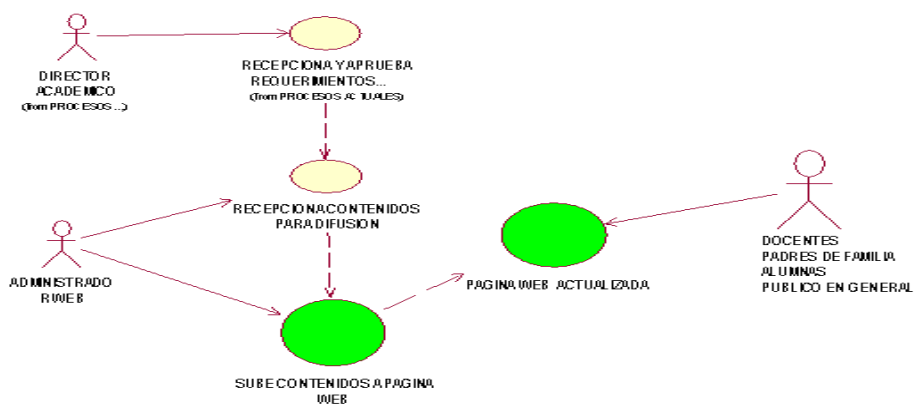 DIRECTOR
ACADEMICO
(from PROCESOS ...)
RECEPCIONA Y APRUEBA
REQUERIMIENTOS...
(from PROCESOS ACTUALES)
RECEPCIONA CONTENIDOS
PARA DIFUSION
ADMINISTRADO
R WEB
PAGINA WEB ACTUALIZADA
DOCENTES
PADRES DE FAMILIA
ALUMNAS
PUBLICO EN GENERAL
SUBE CONTENIDOS A PAGINA
WEB